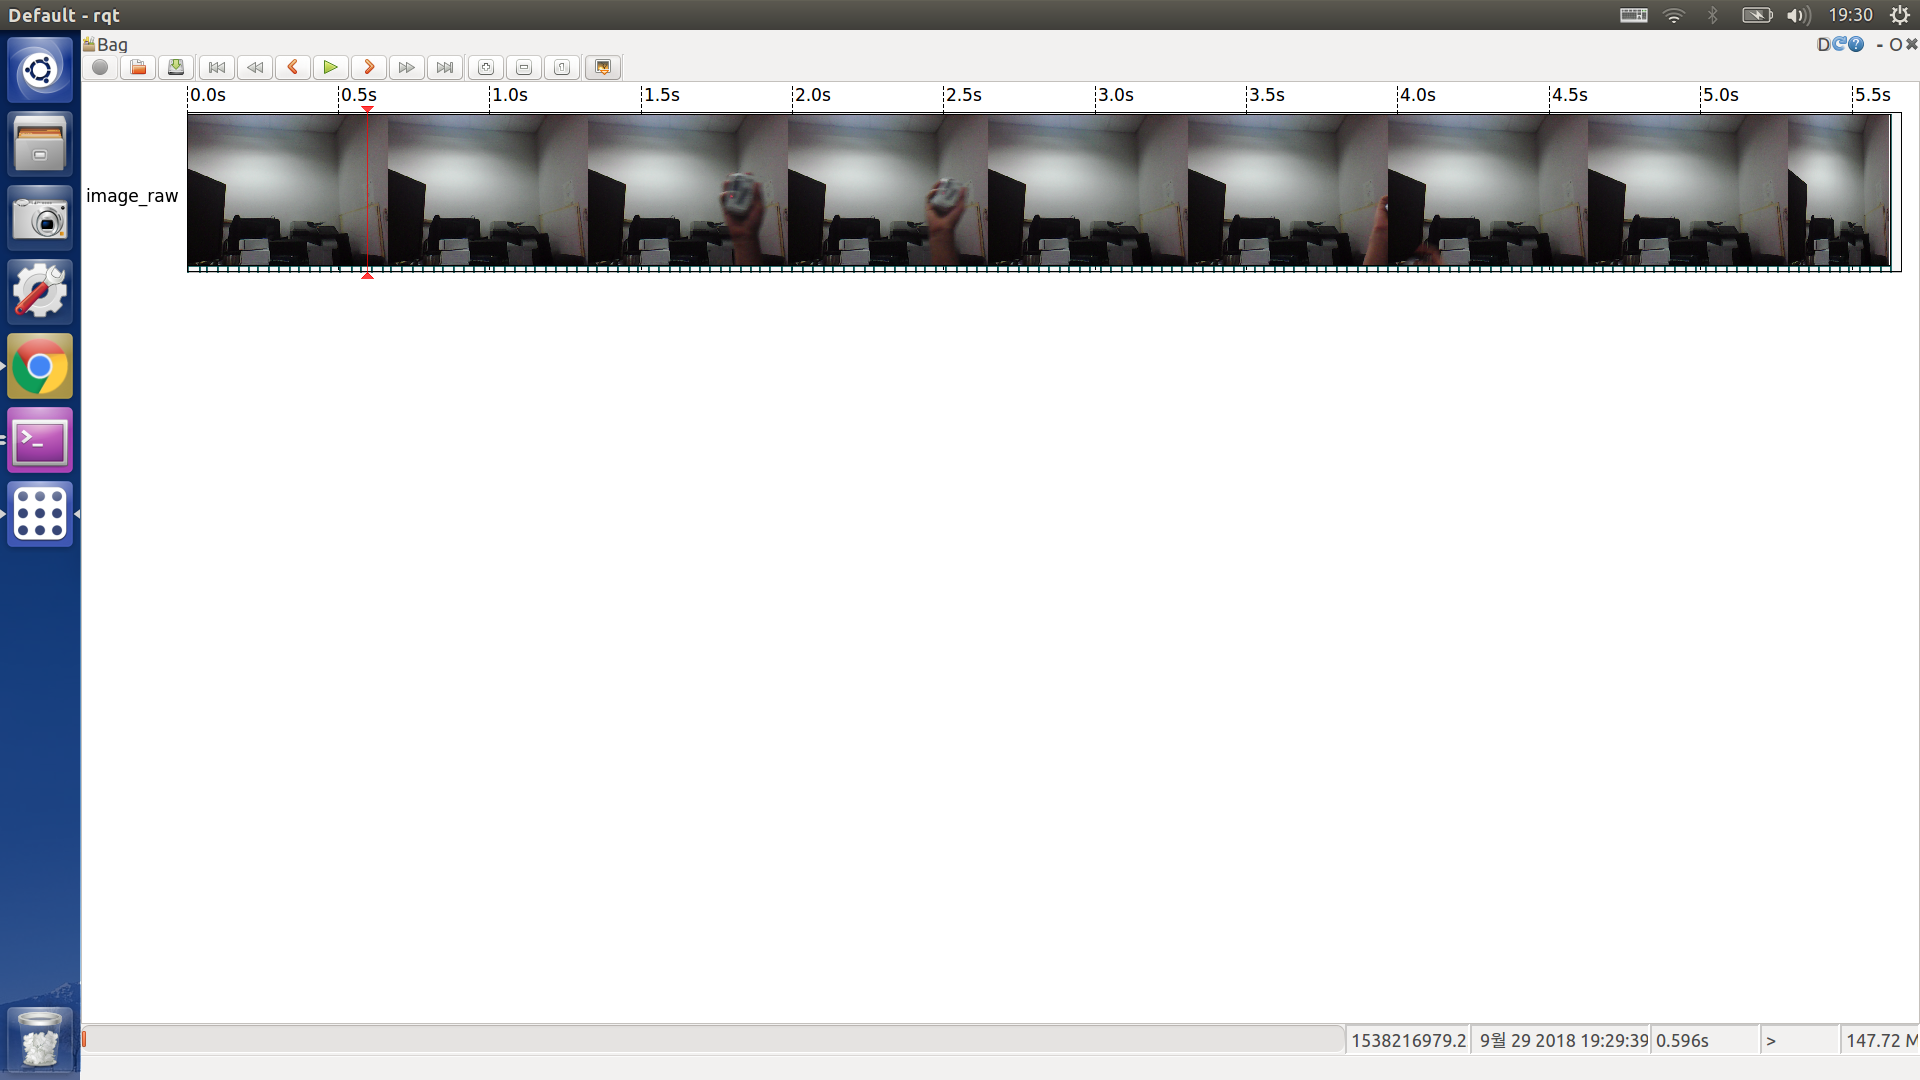 Default - rqt
19:30
Bag
D
- O
0.0s 0.5s 1.0s 1.5s 2.0s 2.5s 3.0s 3.5s 4.0s 4.5s 5.0s 5.5s
image_raw
1538216979.2 9월 29 2018 19:29:39 0.596s > 147.72 M